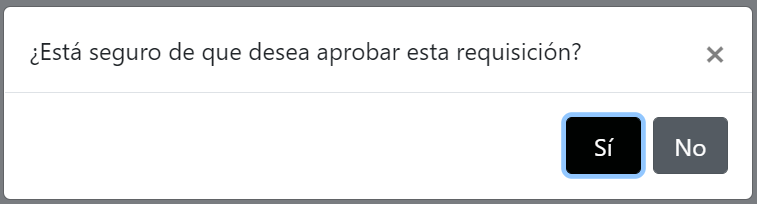 ¿Está seguro de que desea aprobar esta requisición?
×
Sí
No